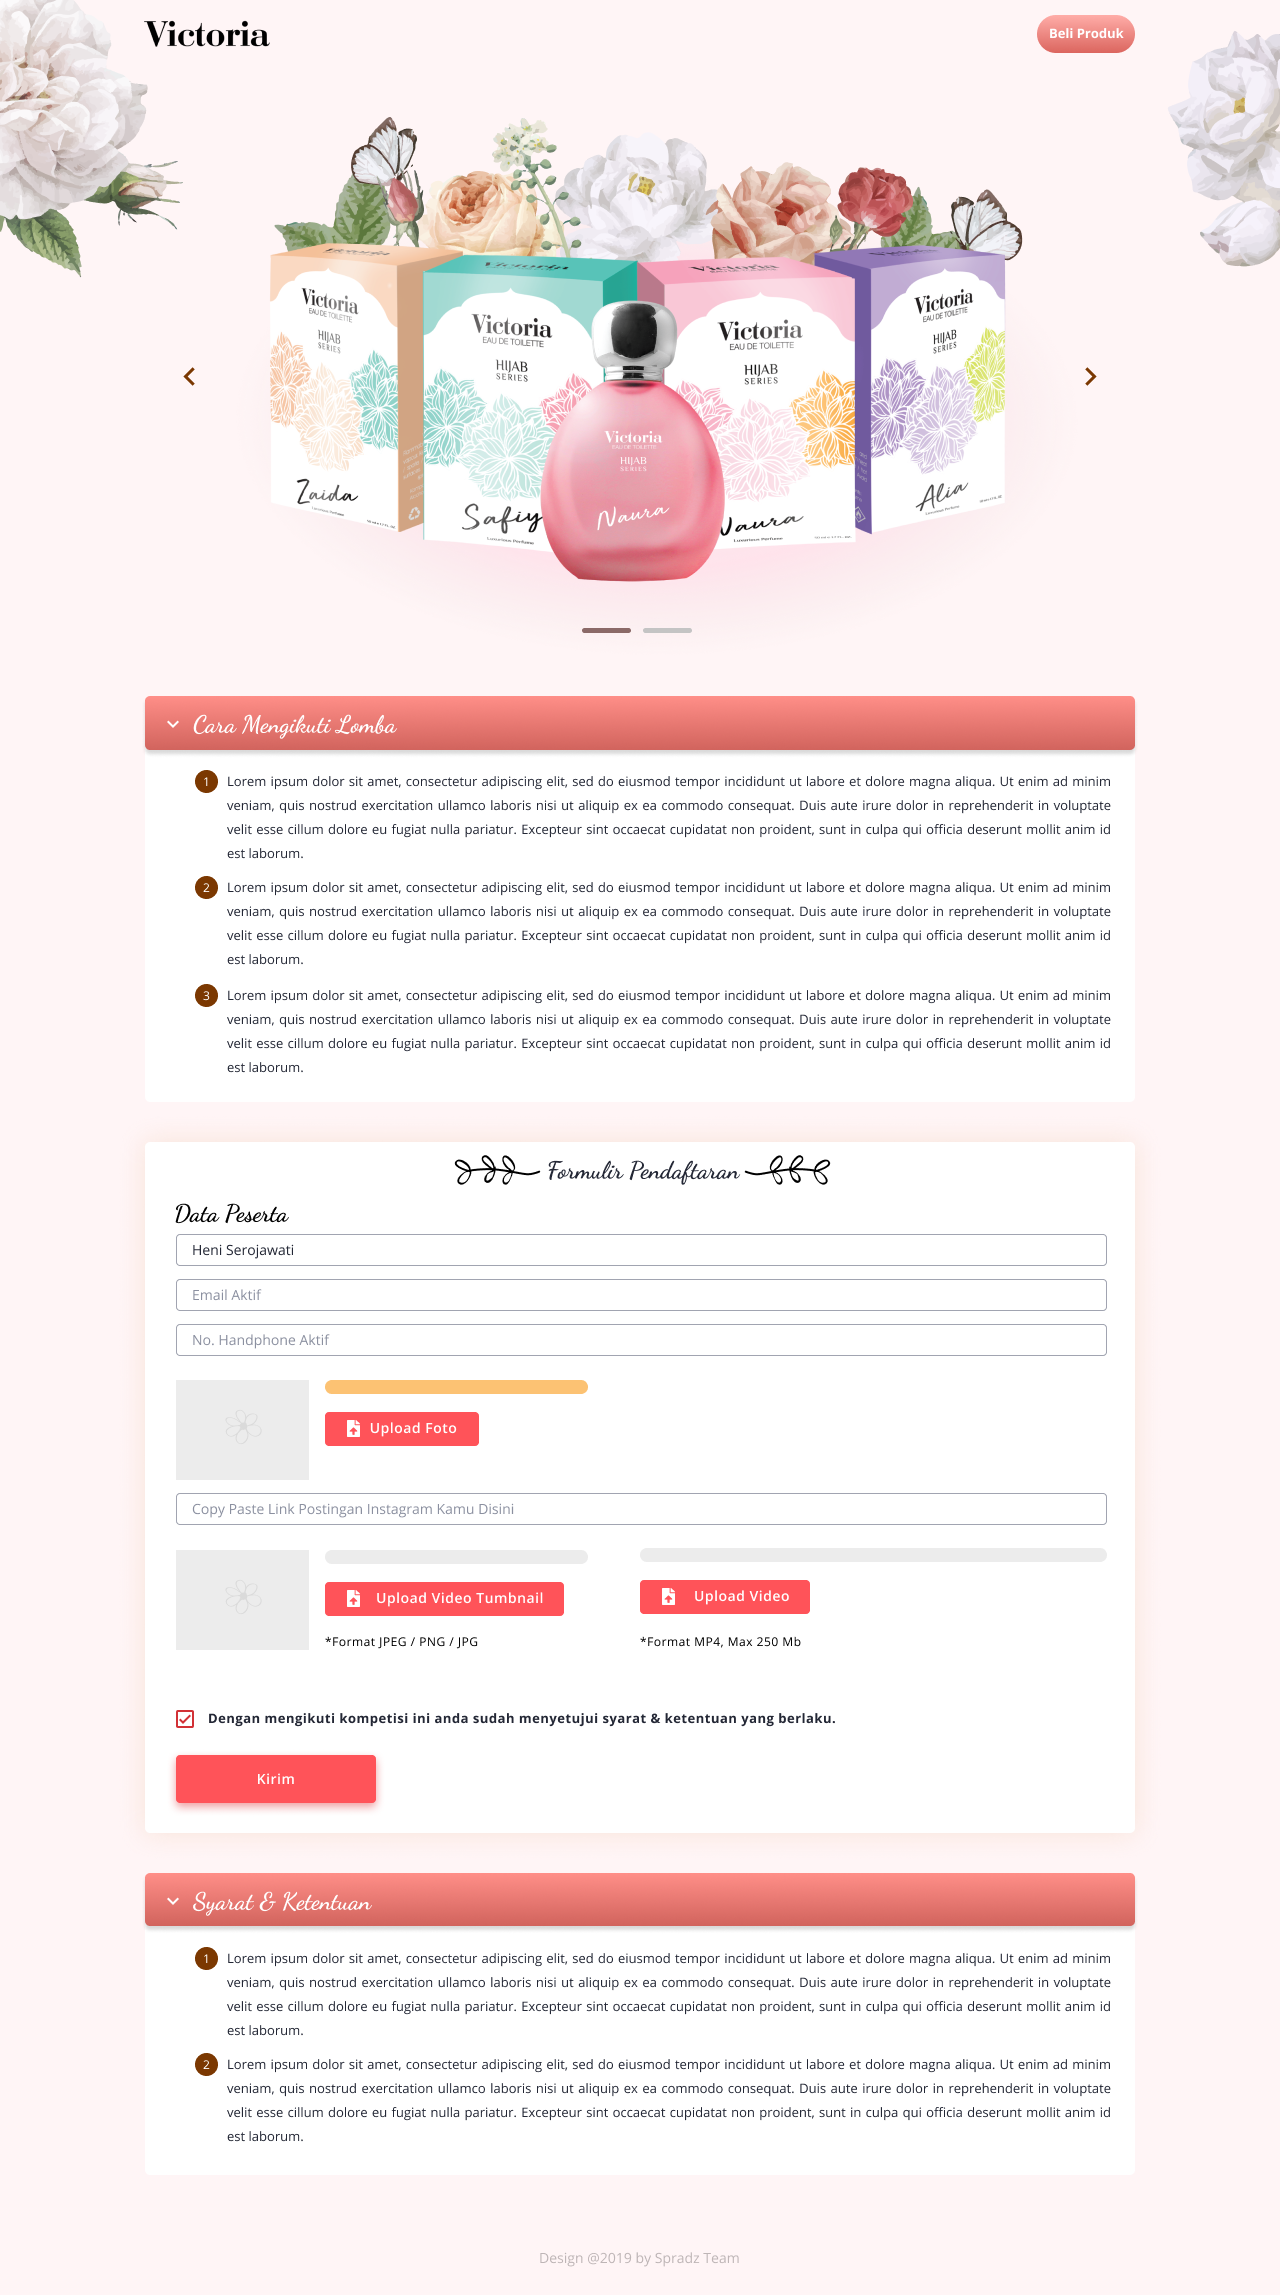 Victoria
Beli Produk
Victoria
Victoria
Victoria
Victoria
Victoria
EAU DE TOILETTE
HIJAB
SERIES
Zaida
Victoria
EAU DE TOILETTE
HIJAB
SERIES
Safiy
Luxurious Perfume
Victoria
EAU DE TOILETTE
HIJAB
SERIES
Naura
Victoria
EAU DE TOILETTE
HIJAB
SERIES
Naura
Luxurious Perfume
Victoria
EAU DE TOILETTE
HIJAB
SERIES
Alia
Luxurious Perfume
Cara Mengikuti Lomba
1 Lorem ipsum dolor sit amet, consectetur adipiscing elit, sed do eiusmod tempor incididunt ut labore et dolore magna aliqua. Ut enim ad minim
veniam, quis nostrud exercitation ullamco laboris nisi ut aliquip ex ea commodo consequat. Duis aute irure dolor in reprehenderit in voluptate
velit esse cillum dolore eu fugiat nulla pariatur. Excepteur sint occaecat cupidatat non proident, sunt in culpa qui officia deserunt mollit anim id
est laborum.
2 Lorem ipsum dolor sit amet, consectetur adipiscing elit, sed do eiusmod tempor incididunt ut labore et dolore magna aliqua. Ut enim ad minim
veniam, quis nostrud exercitation ullamco laboris nisi ut aliquip ex ea commodo consequat. Duis aute irure dolor in reprehenderit in voluptate
velit esse cillum dolore eu fugiat nulla pariatur. Excepteur sint occaecat cupidatat non proident, sunt in culpa qui officia deserunt mollit anim id
est laborum.
3 Lorem ipsum dolor sit amet, consectetur adipiscing elit, sed do eiusmod tempor incididunt ut labore et dolore magna aliqua. Ut enim ad minim
veniam, quis nostrud exercitation ullamco laboris nisi ut aliquip ex ea commodo consequat. Duis aute irure dolor in reprehenderit in voluptate
velit esse cillum dolore eu fugiat nulla pariatur. Excepteur sint occaecat cupidatat non proident, sunt in culpa qui officia deserunt mollit anim id
est laborum.
Formulir Pendaftaran
Data Peserta
Heni Serojawati
Email Aktif
No. Handphone Aktif
Upload Foto
Copy Paste Link Postingan Instagram Kamu Disini
Upload Video Tumbnail
*Format JPEG / PNG / JPG
Upload Video
*Format MP4, Max 250 Mb
Dengan mengikuti kompetisi ini anda sudah menyetujui syarat & ketentuan yang berlaku.
Kirim
Syarat & Ketentuan
1 Lorem ipsum dolor sit amet, consectetur adipiscing elit, sed do eiusmod tempor incididunt ut labore et dolore magna aliqua. Ut enim ad minim
veniam, quis nostrud exercitation ullamco laboris nisi ut aliquip ex ea commodo consequat. Duis aute irure dolor in reprehenderit in voluptate
velit esse cillum dolore eu fugiat nulla pariatur. Excepteur sint occaecat cupidatat non proident, sunt in culpa qui officia deserunt mollit anim id
est laborum.
2 Lorem ipsum dolor sit amet, consectetur adipiscing elit, sed do eiusmod tempor incididunt ut labore et dolore magna aliqua. Ut enim ad minim
veniam, quis nostrud exercitation ullamco laboris nisi ut aliquip ex ea commodo consequat. Duis aute irure dolor in reprehenderit in voluptate
velit esse cillum dolore eu fugiat nulla pariatur. Excepteur sint occaecat cupidatat non proident, sunt in culpa qui officia deserunt mollit anim id
est laborum.
Design @2019 by Spradz Team